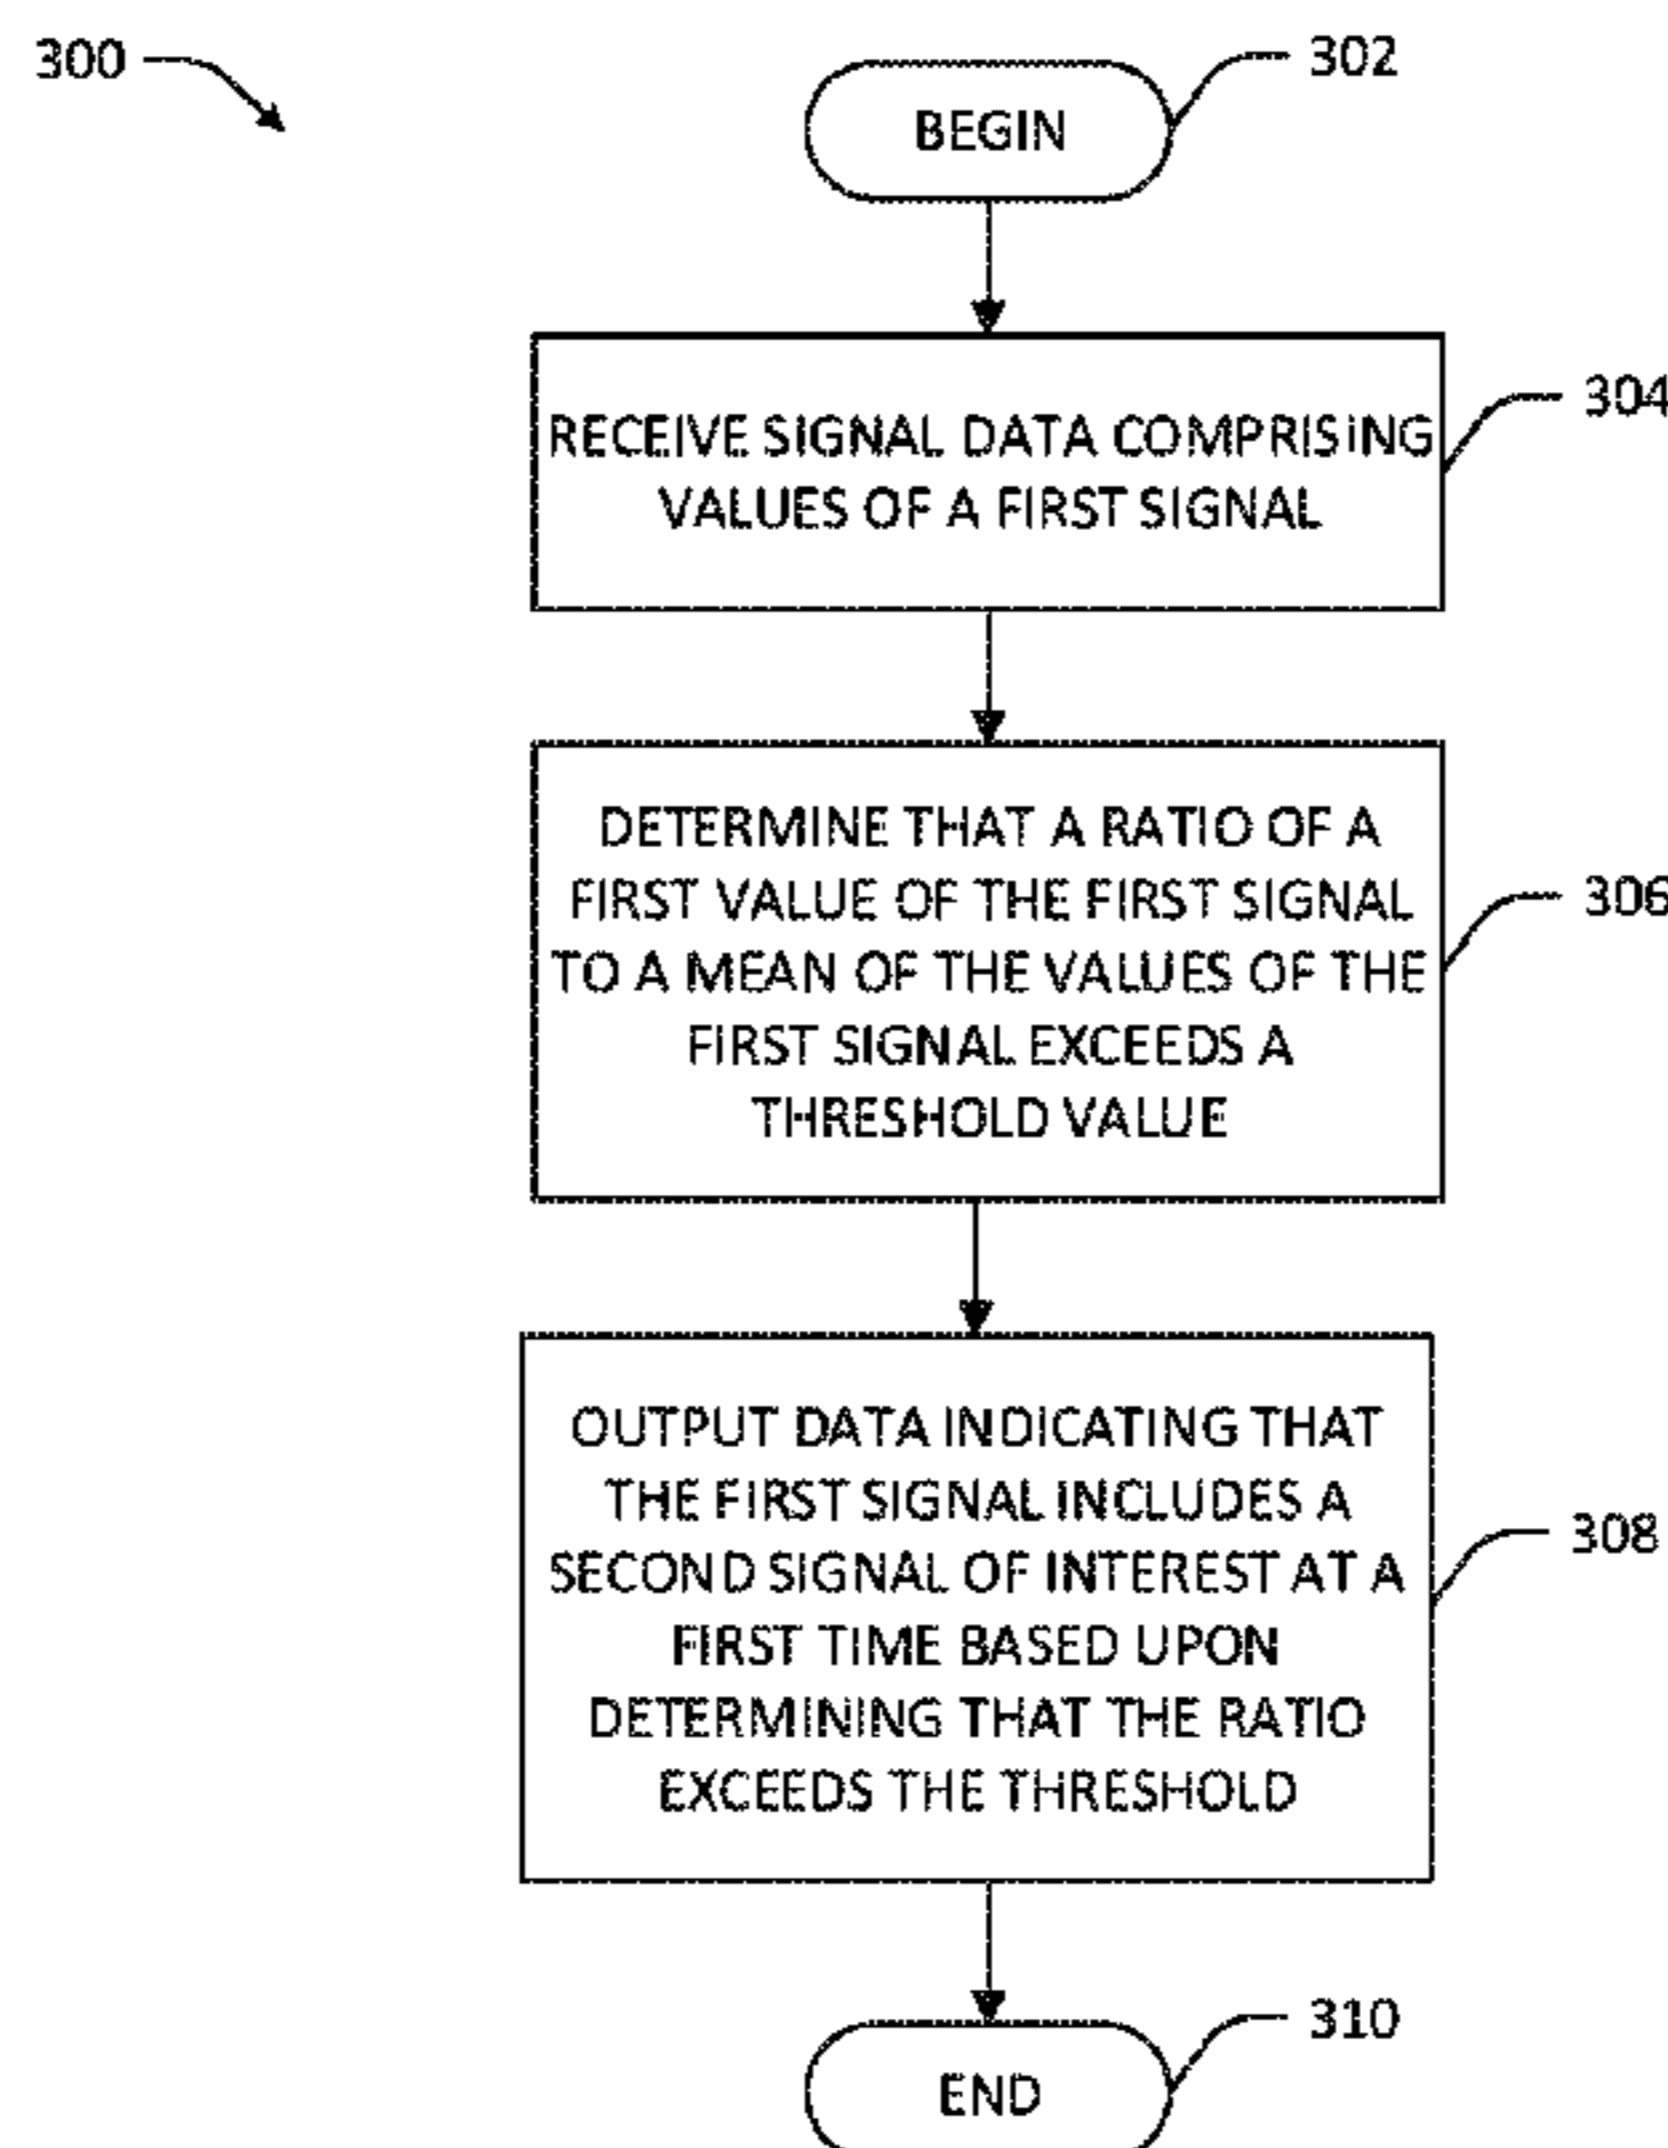 300
302
BEGIN
304
RECEIVE SIGNAL DATA COMPRISING
VALUES OF A FIRST SIGNAL
306
DETERMINE THAT A RATIO OF A
FIRST VALUE OF THE FIRST SIGNAL
TO A MEAN OF THE VALUES OF THE
FIRST SIGNAL EXCEEDS A
THRESHOLD VALUE
308
OUTPUT DATA INDICATING THAT
THE FIRST SIGNAL INCLUDES A
SECOND SIGNAL OF INTEREST AT A
FIRST TIME BASED UPON
DETERMINING THAT THE RATIO
EXCEEDS THE THRESHOLD
310
END